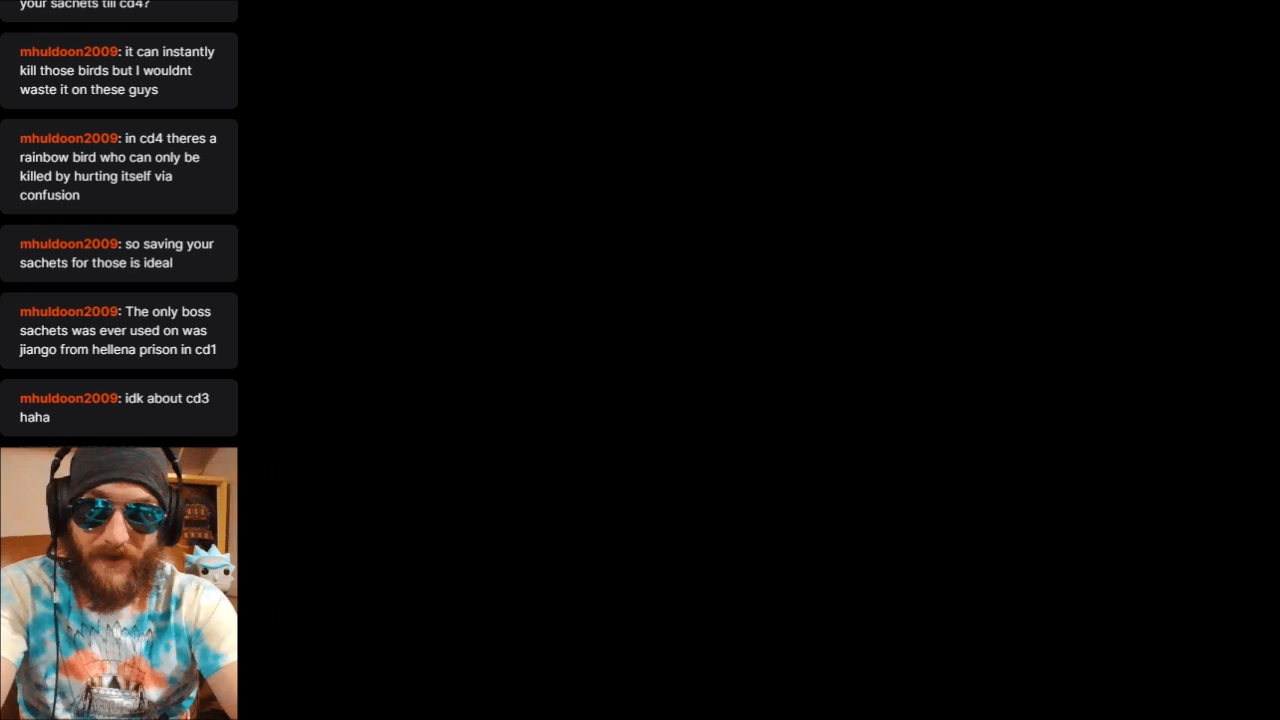 your sachets till cd4?
mhuldoon2009: it can instantly
kill those birds but I wouldnt
waste it on these guys
mhuldoon2009: in cd4 theres a
rainbow bird who can only be
killed by hurting itself via
confusion
mhuldoon2009: so saving your
sachets for those is ideal
mhuldoon2009: The only boss
sachets was ever used on was
jiango from hellena prison in cd1
mhuldoon2009: idk about cd3
haha